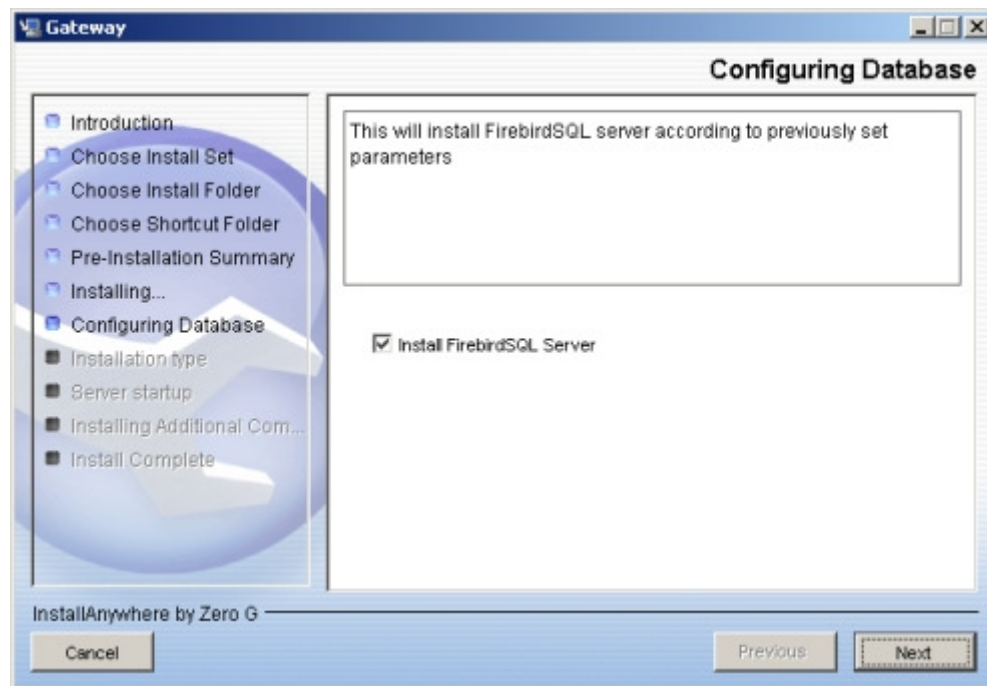 Gateway
Configuring Database
Introduction
Choose Install Set
Choose Install Folder
Choose Shortcut Folder
Pre-Installation Summary
Installing...
Configuring Database
Installation type
Server startup
Installing Additional Com...
Install Complete
This will install FirebirdSQL server according to previously set
parameters
Install FirebirdSQL Server
InstallAnywhere by Zero G
Cancel
Previous
Next